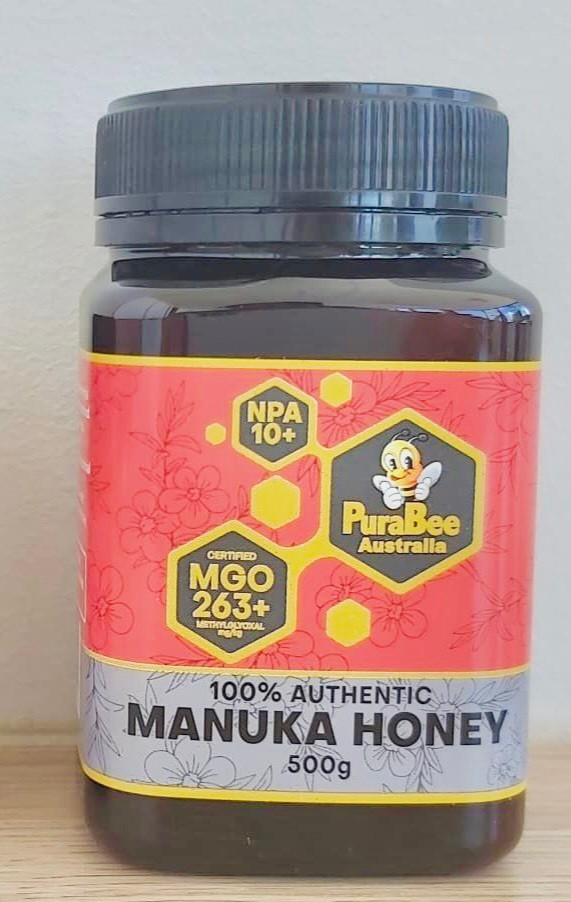 NPA
10+
PuraBee
Australia
CERTIFIED
MGO
263+
METHYLGLYOXAL
mg/kg
100% AUTHENTIC
MANUKA HONEY
500g